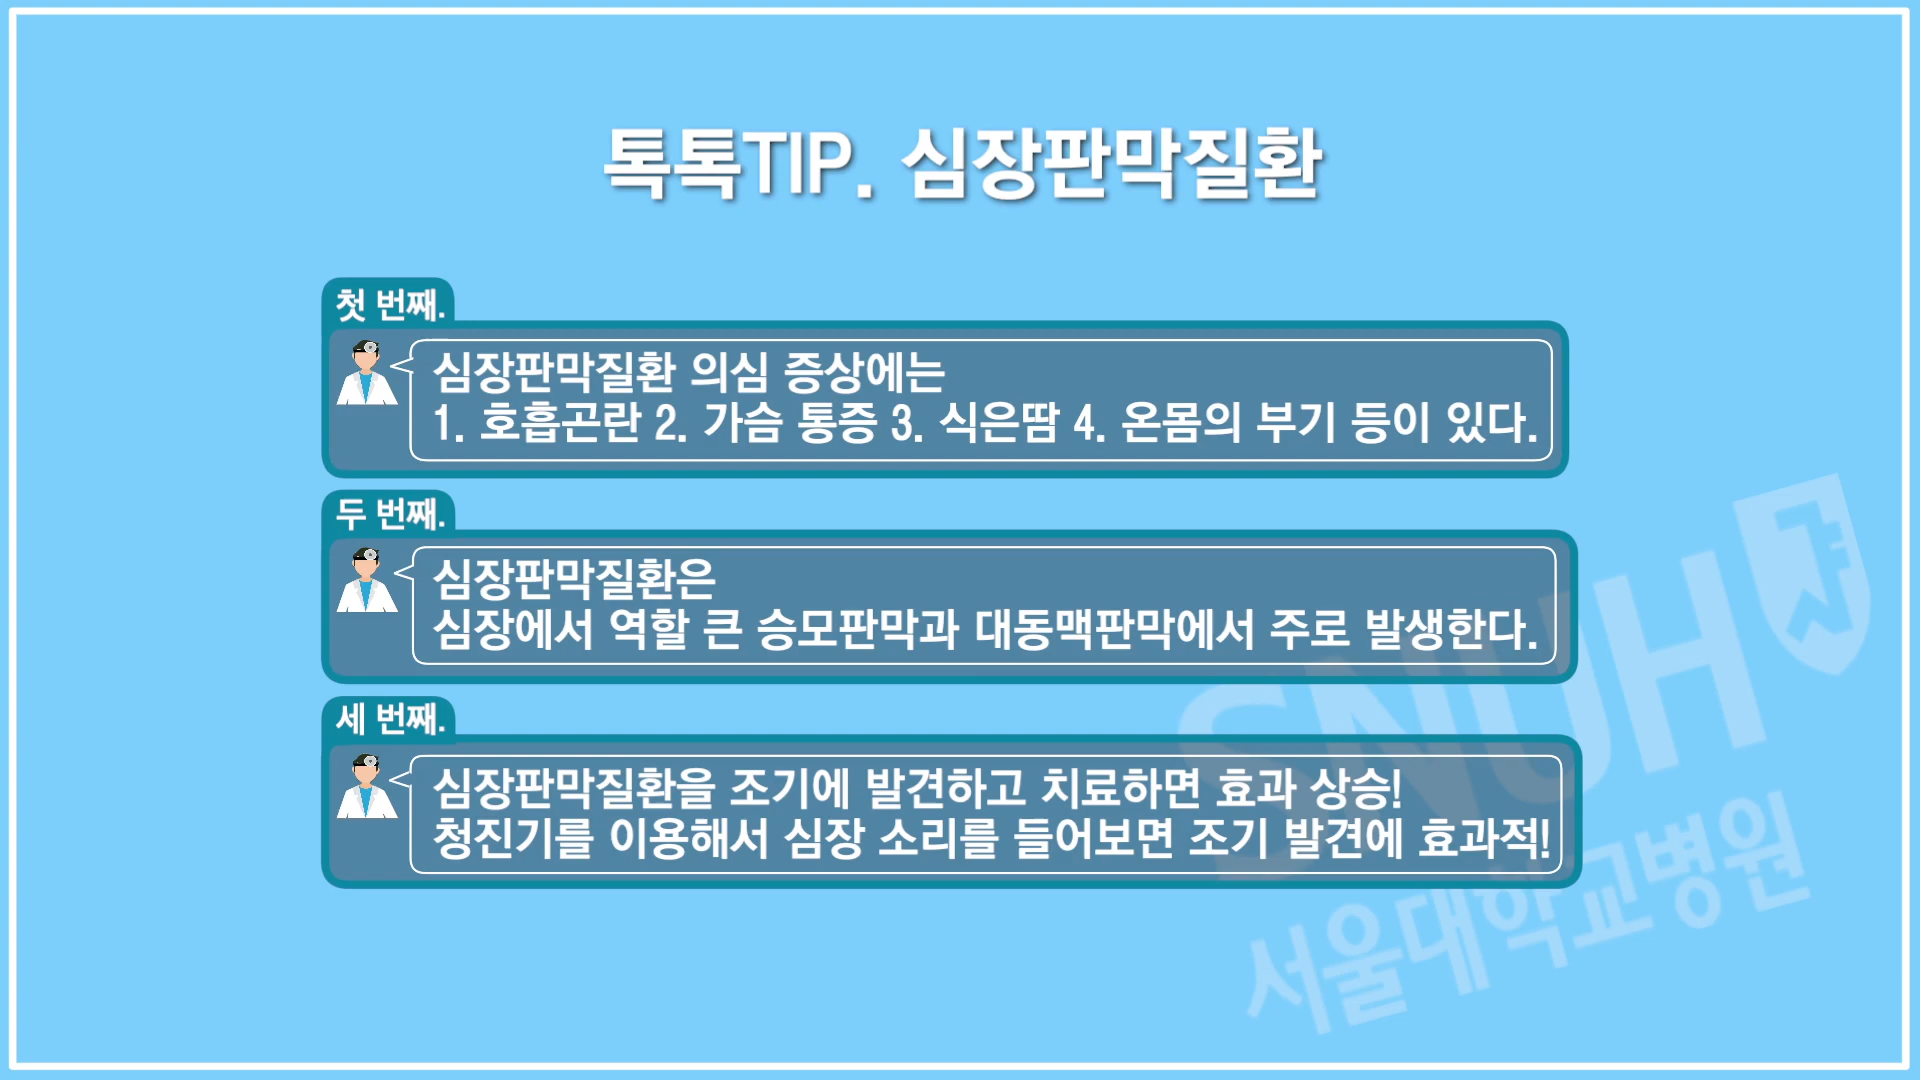 톡톡TIP. 심장판막질환
첫 번째.
심장판막질환 의심 증상에는
1. 호흡곤란 2. 가슴 통증 3. 식은땀 4. 온몸의 부기 등이 있다.
두 번째.
심장판막질환은
심장에서 역할 큰 승모판막과 대동맥판막에서 주로 발생한다.
세 번째.
심장판막질환을 조기에 발견하고 치료하면 효과 상승!
청진기를 이용해서 심장 소리를 들어보면 조기 발견에 효과적!
SNUH
서울대학교병원